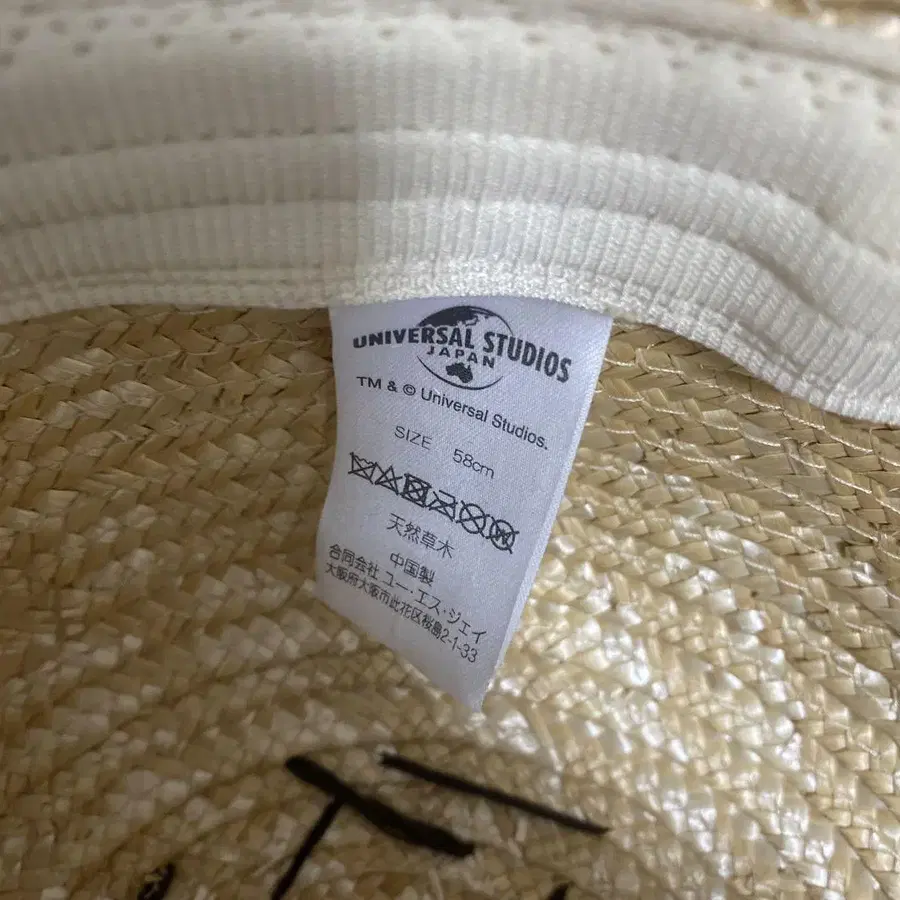 UNIVERSAL STUDIOS
JAPAN
TM & © Universal Studios.
SIZE 58cm
天然草木
中国製
合同会社 ユー・エス・ジェイ
大阪府大阪市此花区桜島2-1-33